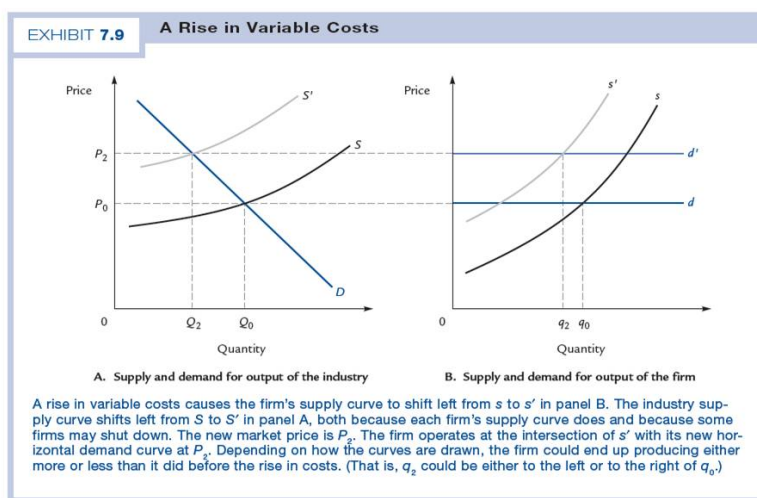 EXHIBIT 7.9
A Rise in Variable Costs
Price
S'
S
P2
P0
D
0
Q2
Q0
Quantity
A. Supply and demand for output of the industry
Price
s'
s
d'
d
0
q2
q0
Quantity
B. Supply and demand for output of the firm
A rise in variable costs causes the firm's supply curve to shift left from s to s' in panel B. The industry sup-
ply curve shifts left from S to S' in panel A, both because each firm's supply curve does and because some
firms may shut down. The new market price is P2. The firm operates at the intersection of s' with its new hor-
izontal demand curve at P2. Depending on how the curves are drawn, the firm could end up producing either
more or less than it did before the rise in costs. (That is, q2 could be either to the left or to the right of q0.)